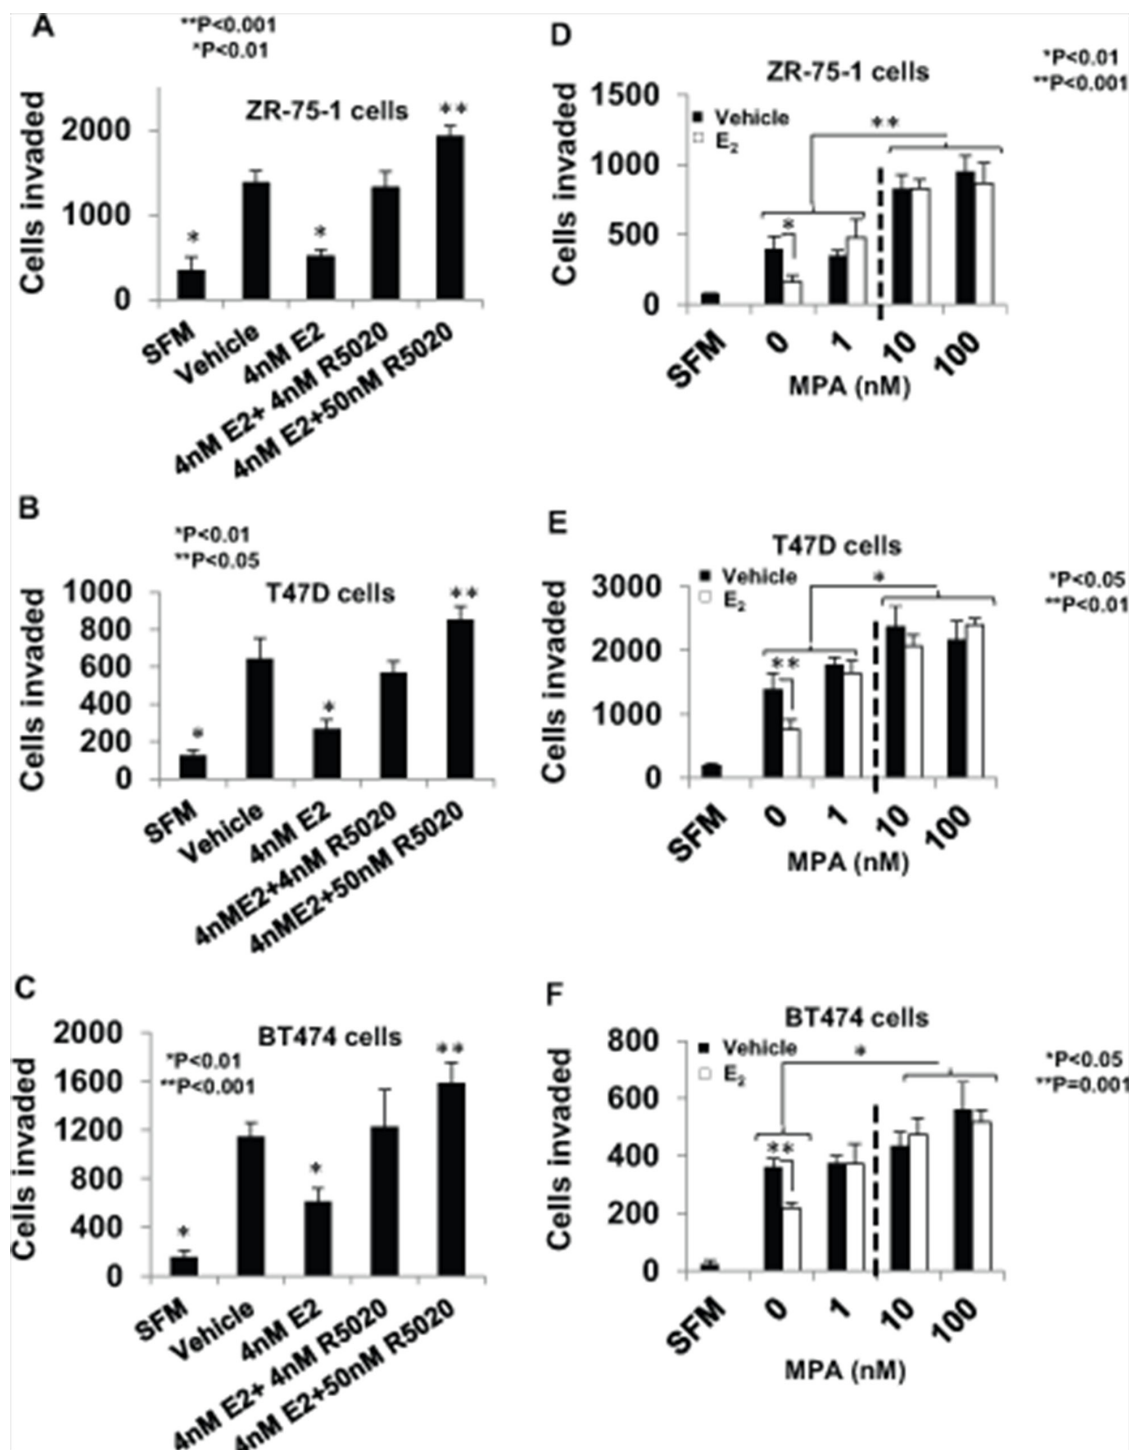 A
**P<0.001
*P<0.01
ZR-75-1 cells
Cells invaded
2000
1000
0
**
*
*
SFM
Vehicle
4nM E2
4nM E2+ 4nM R5020
4nM E2+50nM R5020
D
*P<0.01
**P<0.001
ZR-75-1 cells
Cells invaded
1500
1000
500
0
Vehicle
E2
**
*
SFM
0
1
10
100
MPA (nM)
B
*P<0.01
**P<0.05
T47D cells
Cells invaded
1000
800
600
400
200
0
**
*
*
SFM
Vehicle
4nM E2
4nME2+4nM R5020
4nME2+50nM R5020
E
*P<0.05
**P<0.01
T47D cells
Cells invaded
3000
2000
1000
0
Vehicle
E2
*
**
SFM
0
1
10
100
MPA (nM)
C
*P<0.01
**P<0.001
BT474 cells
Cells invaded
2000
1600
1200
800
400
0
**
*
*
SFM
Vehicle
4nM E2
4nM E2+ 4nM R5020
4nM E2+50nM R5020
F
*P<0.05
**P=0.001
BT474 cells
Cells invaded
800
600
400
200
0
Vehicle
E2
*
**
SFM
0
1
10
100
MPA (nM)